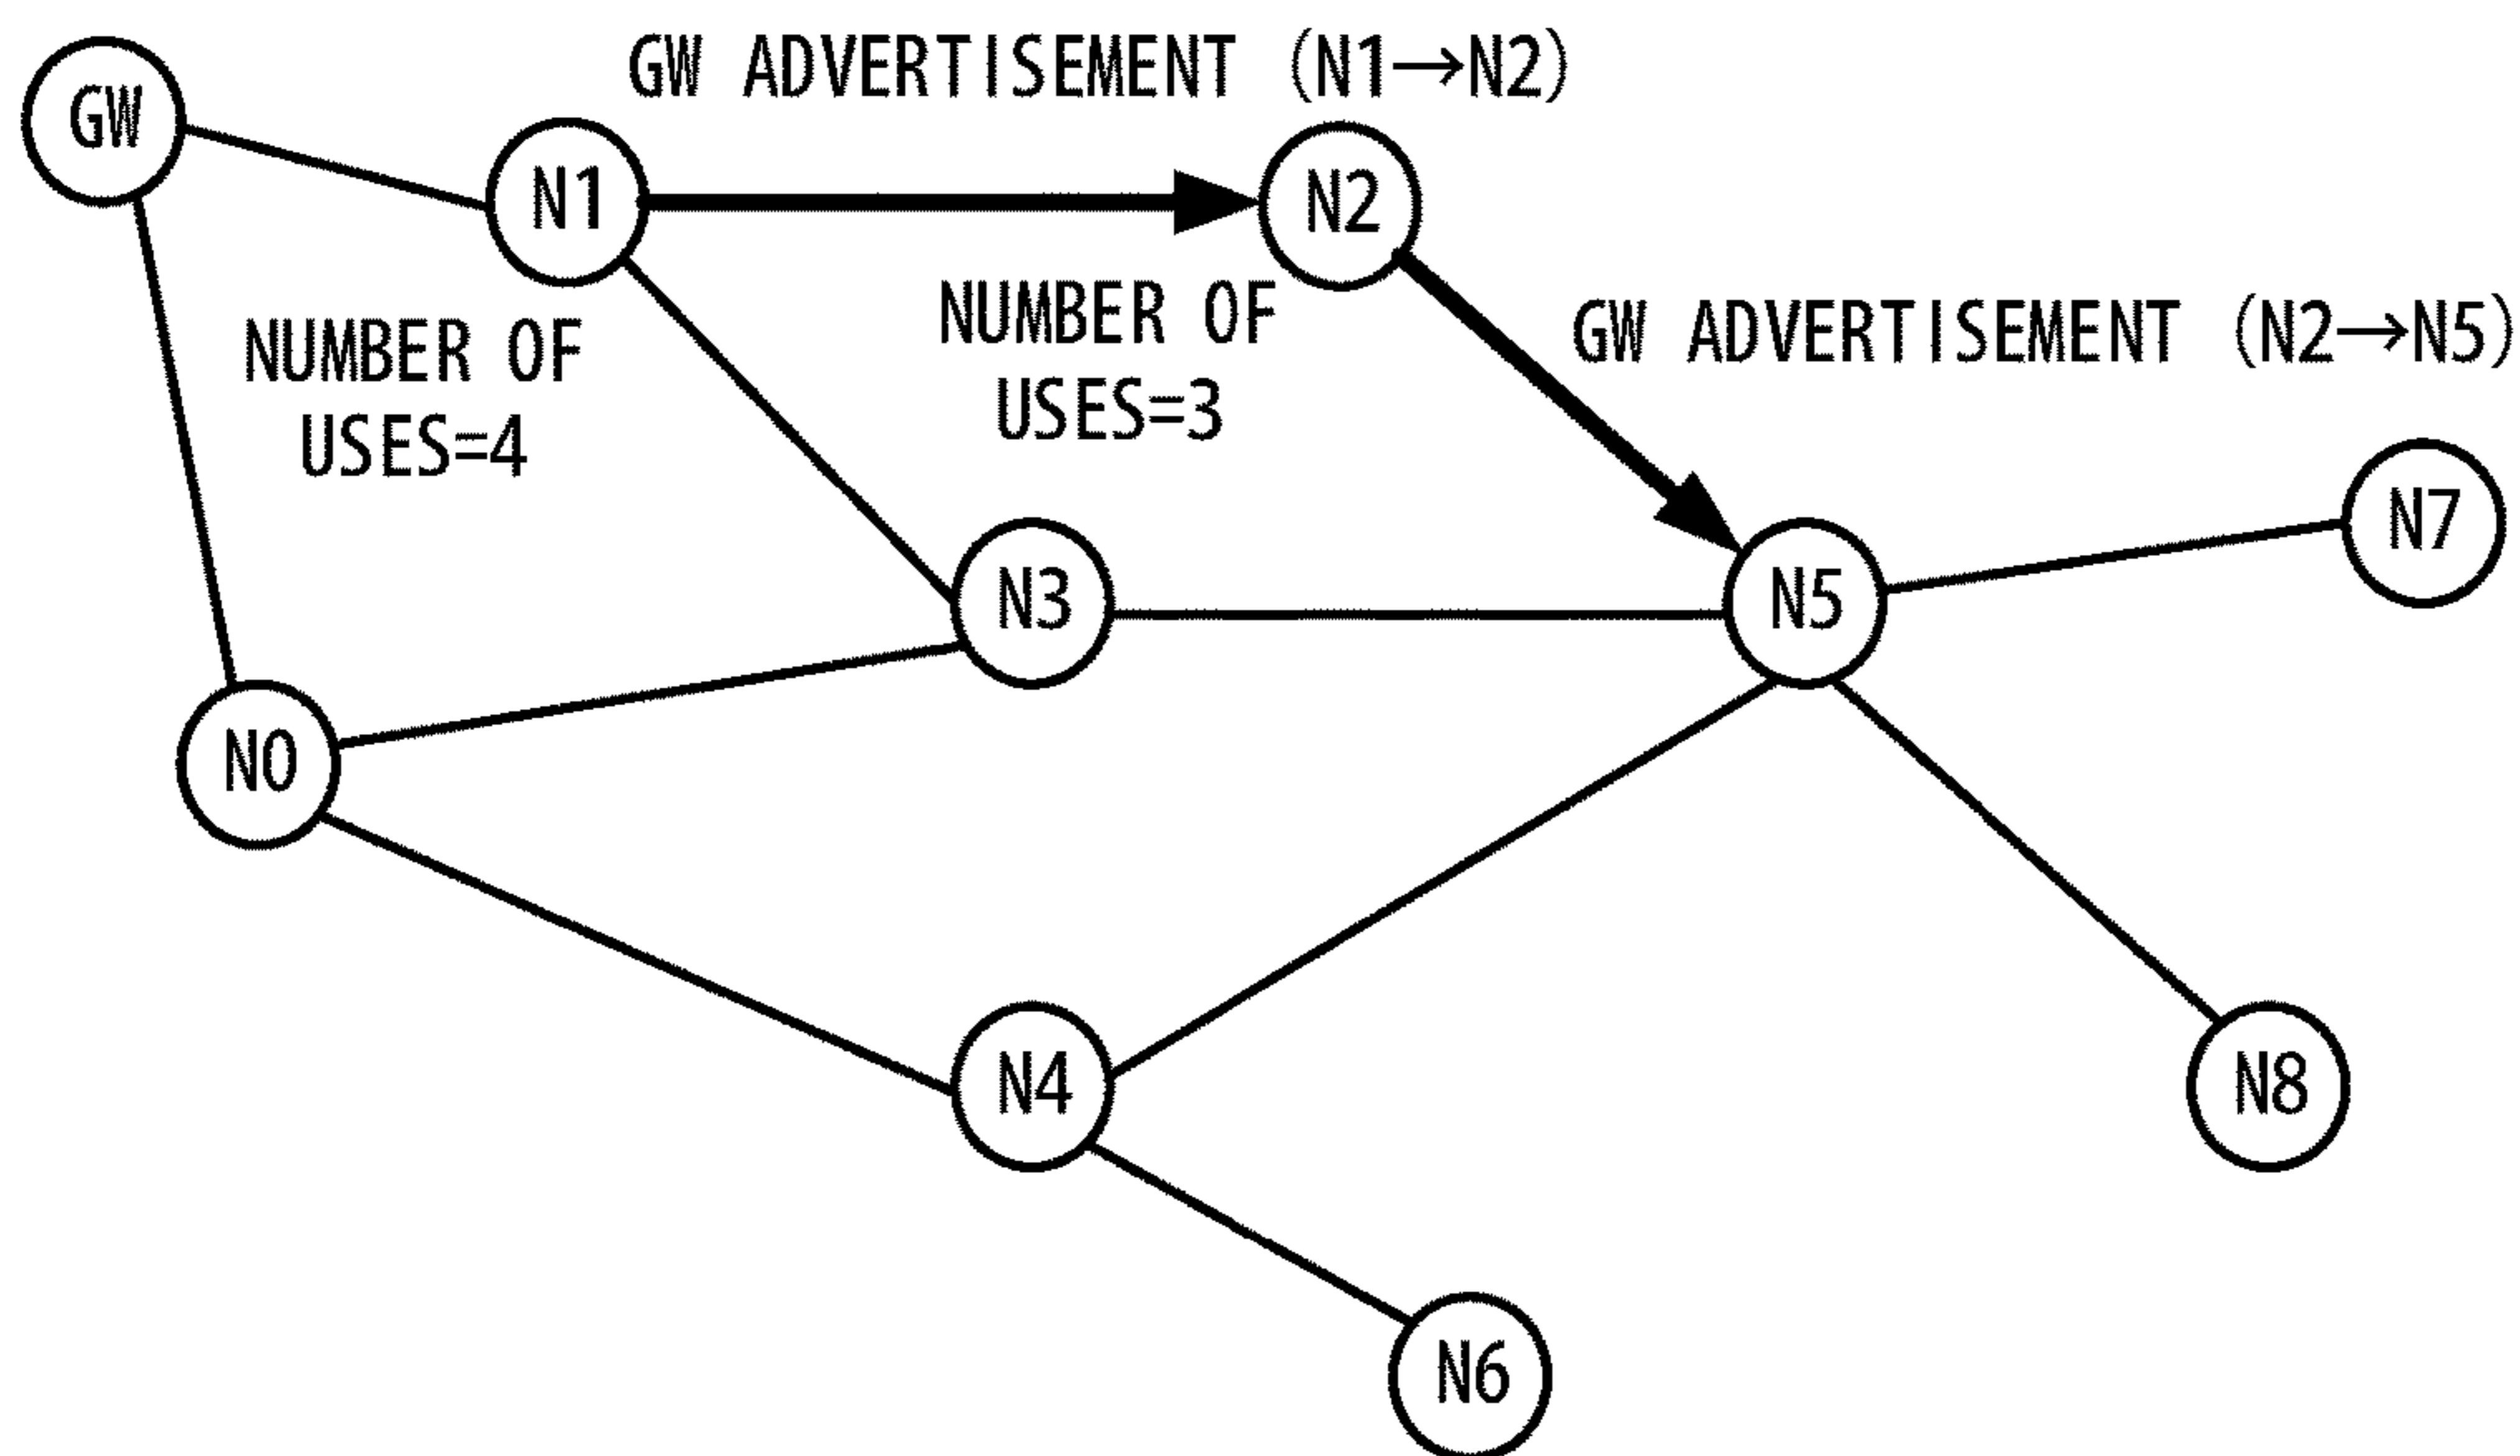 GW ADVERTISEMENT (N1→N2)
GW
N1
N2
NUMBER OF
USES=4
NUMBER OF
USES=3
GW ADVERTISEMENT (N2→N5)
N7
N3
N5
N0
N4
N8
N6